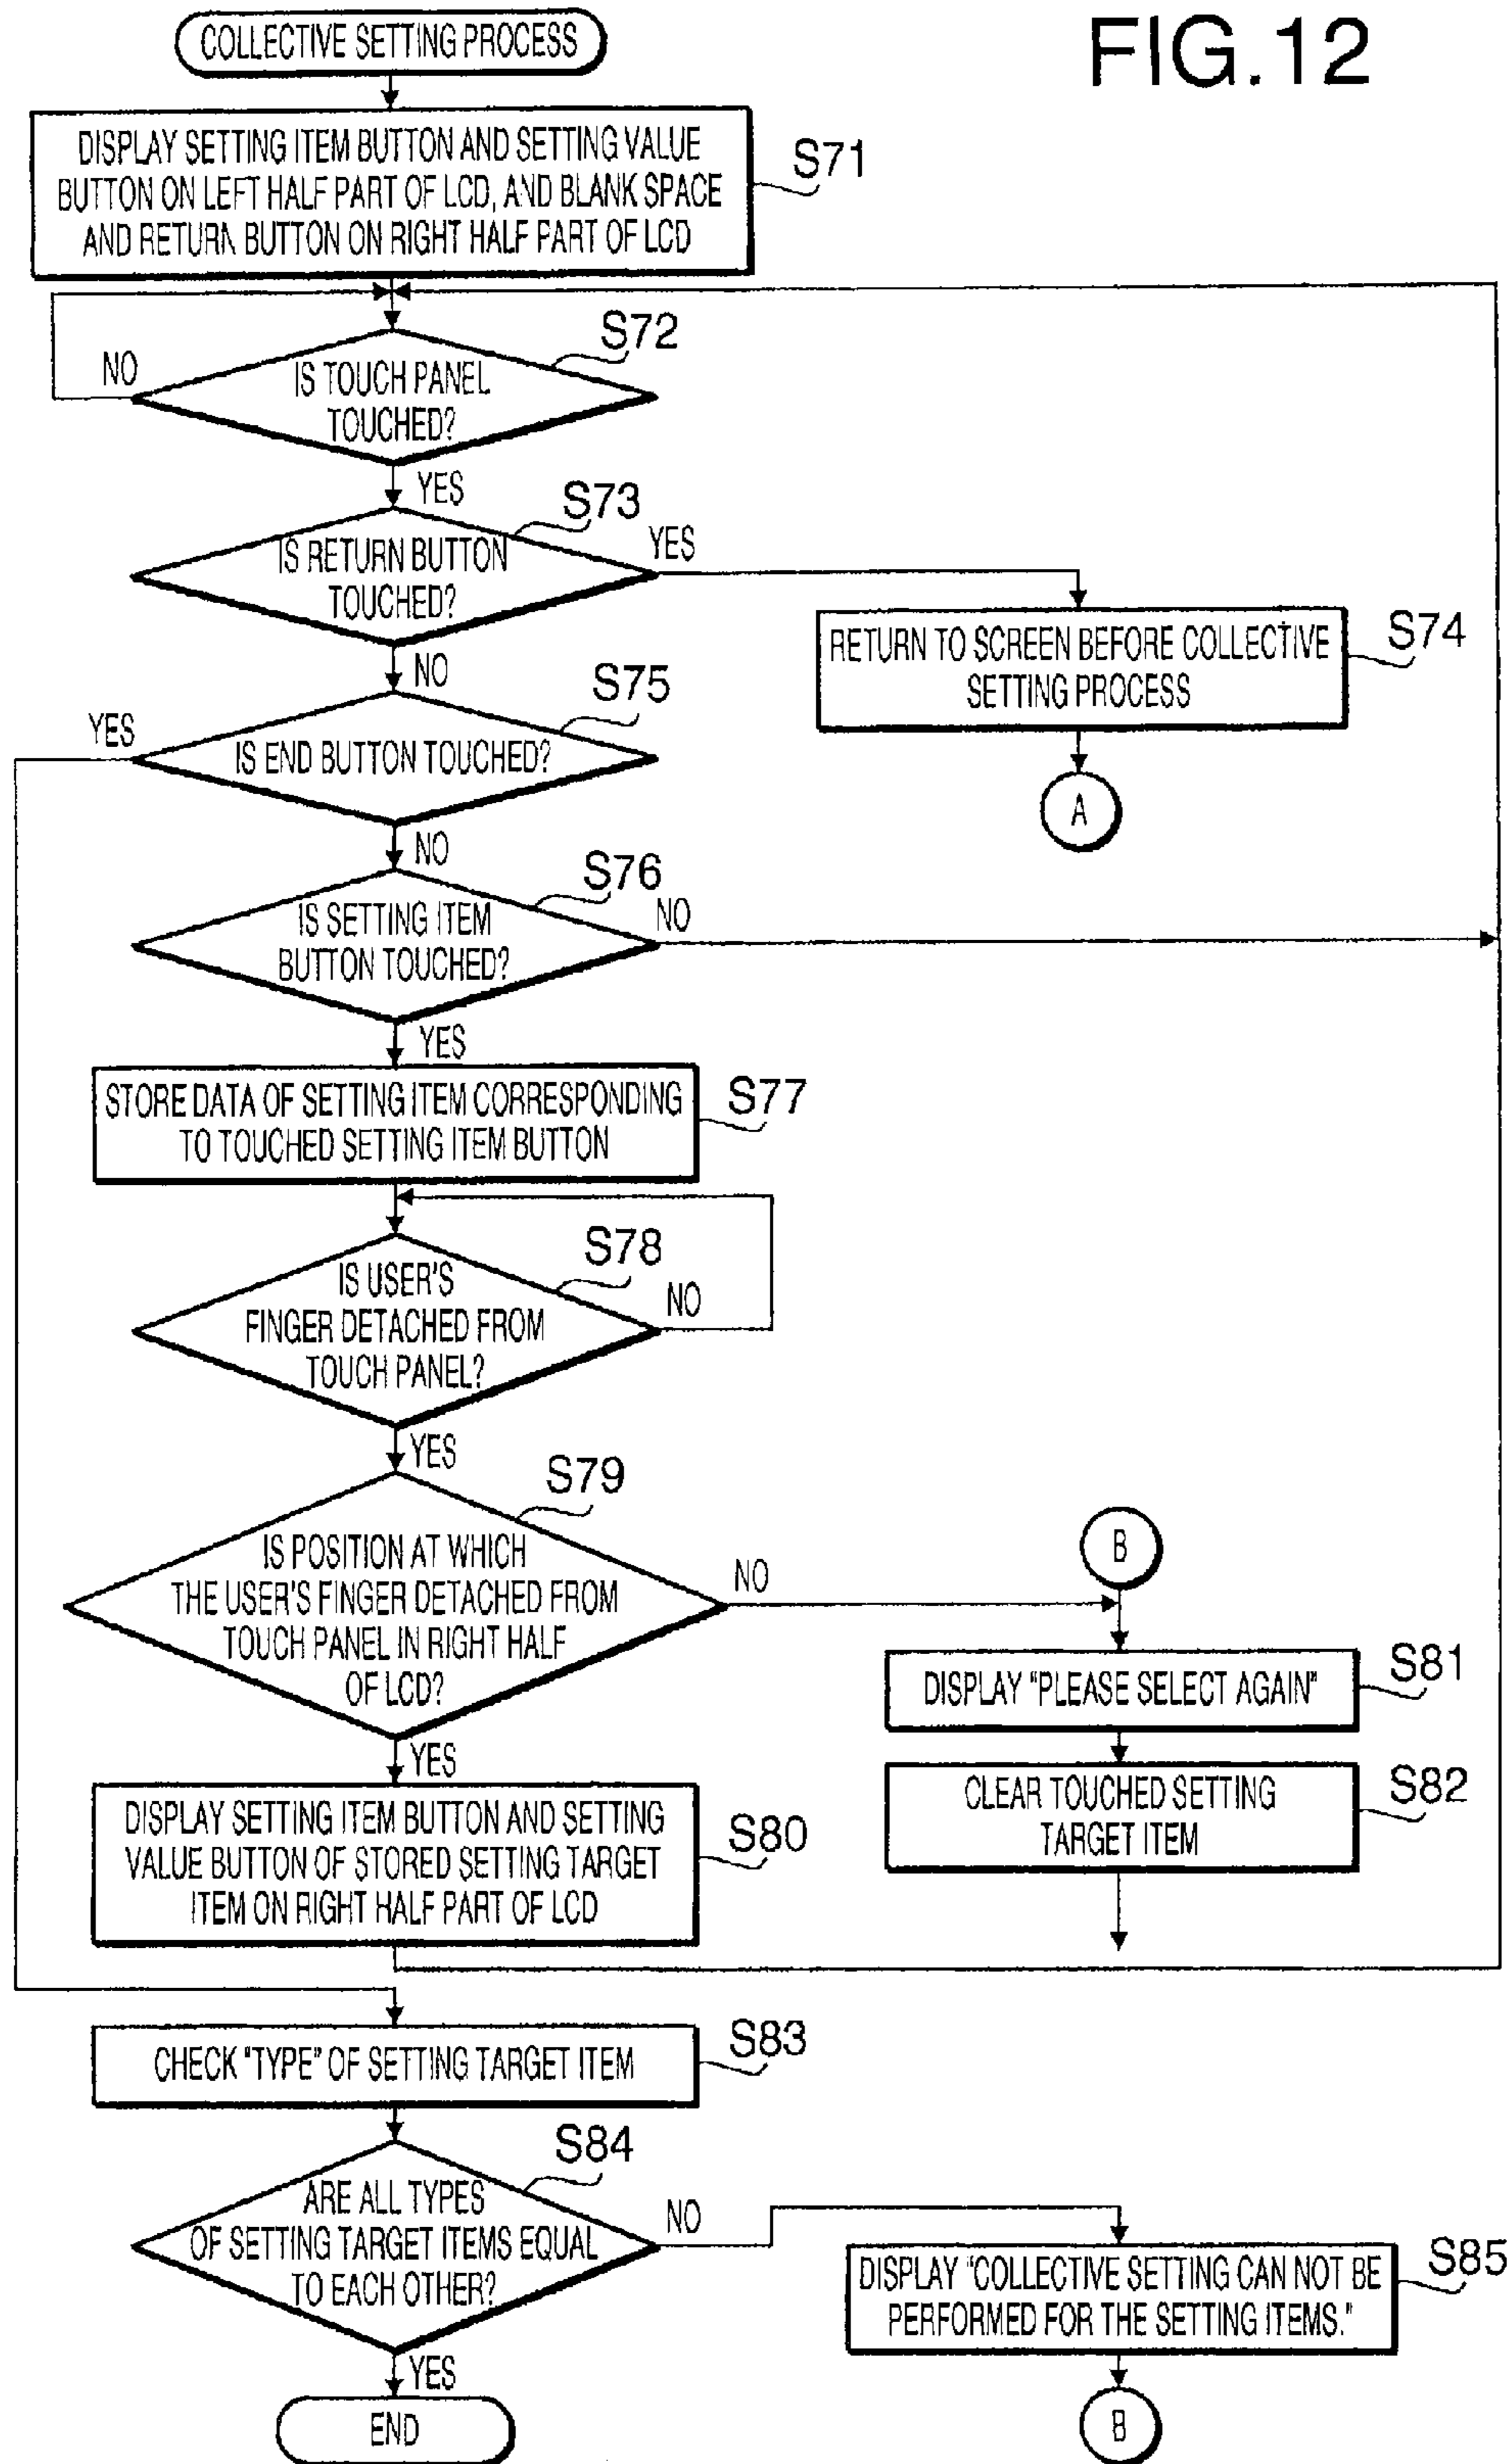 FIG.12
COLLECTIVE SETTING PROCESS
DISPLAY SETTING ITEM BUTTON AND SETTING VALUE
BUTTON ON LEFT HALF PART OF LCD, AND BLANK SPACE
AND RETURN BUTTON ON RIGHT HALF PART OF LCD
S71
S72
NO
IS TOUCH PANEL
TOUCHED?
YES
S73
IS RETURN BUTTON
TOUCHED?
YES
NO
RETURN TO SCREEN BEFORE COLLECTIVE
SETTING PROCESS
S74
A
S75
YES
IS END BUTTON TOUCHED?
NO
S76
IS SETTING ITEM
BUTTON TOUCHED?
NO
YES
STORE DATA OF SETTING ITEM CORRESPONDING
TO TOUCHED SETTING ITEM BUTTON
S77
S78
IS USER'S
FINGER DETACHED FROM
TOUCH PANEL?
NO
YES
S79
IS POSITION AT WHICH
THE USER'S FINGER DETACHED FROM
TOUCH PANEL IN RIGHT HALF
OF LCD?
NO
YES
B
DISPLAY "PLEASE SELECT AGAIN"
S81
CLEAR TOUCHED SETTING
TARGET ITEM
S82
DISPLAY SETTING ITEM BUTTON AND SETTING
VALUE BUTTON OF STORED SETTING TARGET
ITEM ON RIGHT HALF PART OF LCD
S80
CHECK "TYPE" OF SETTING TARGET ITEM
S83
S84
ARE ALL TYPES
OF SETTING TARGET ITEMS EQUAL
TO EACH OTHER?
NO
YES
DISPLAY "COLLECTIVE SETTING CAN NOT BE
PERFORMED FOR THE SETTING ITEMS."
S85
B
END